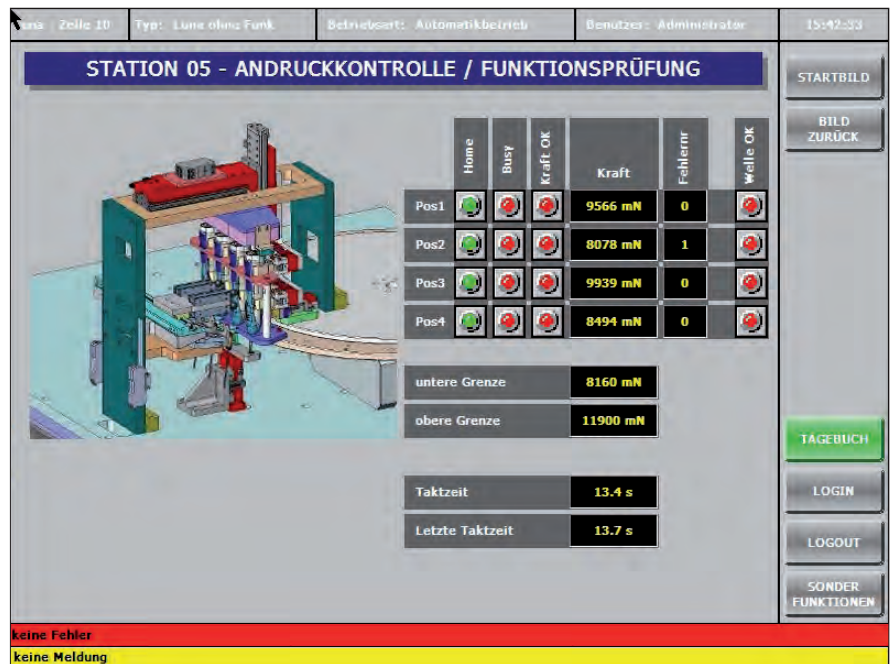 Zelle 10
Typ: Luna ohne Funk
Betriebsart: Automatikbetrieb
Benutzer: Administrator
15:42:33
STATION 05 - ANDRUCKKONTROLLE / FUNKTIONSPRÜFUNG
STARTBILD
BILD
ZURÜCK
Home Busy Kraft OK Kraft Fehlernr Welle OK
Pos1 9566 mN 0
Pos2 8078 mN 1
Pos3 9939 mN 0
Pos4 8494 mN 0
untere Grenze 8160 mN
obere Grenze 11900 mN
TAGEBUCH
Taktzeit 13.4 s
LOGIN
Letzte Taktzeit 13.7 s
LOGOUT
SONDER
FUNKTIONEN
keine Fehler
keine Meldung